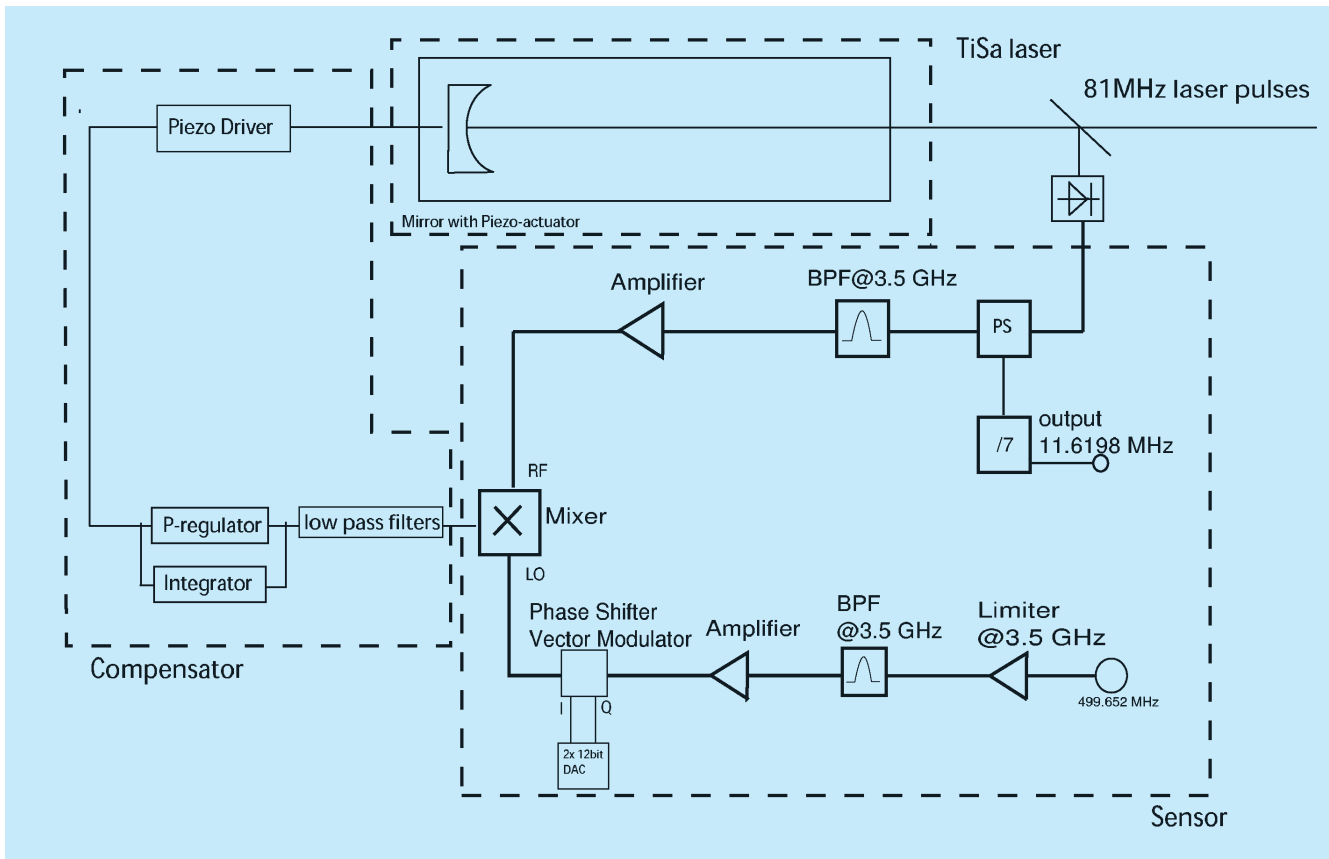 TiSa laser
81MHz laser pulses
Piezo Driver
Mirror with Piezo-actuator
Amplifier
BPF@3.5 GHz
PS
output
/7
11.6198 MHz
RF
P-regulator
low pass filters
Mixer
Integrator
LO
Phase Shifter
Vector Modulator
Amplifier
BPF
@3.5 GHz
Limiter
@3.5 GHz
Compensator
499.652 MHz
I
Q
2x 12bit
DAC
Sensor